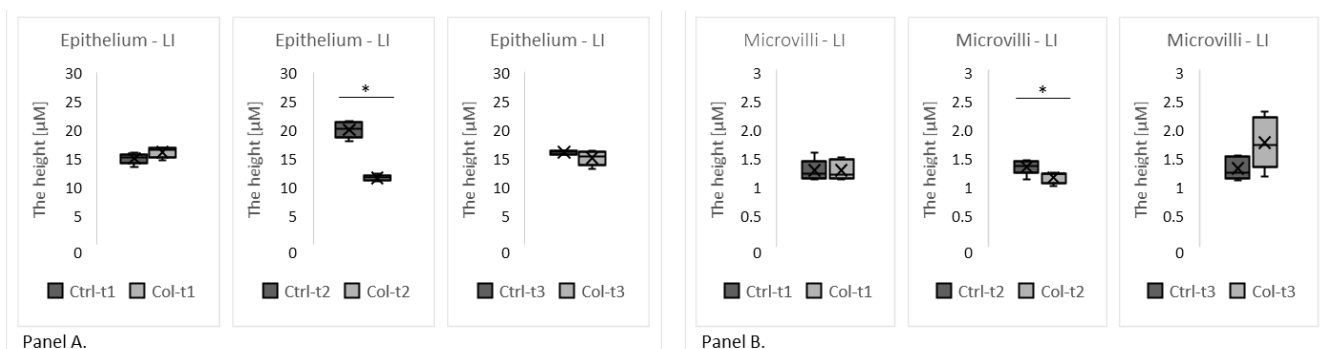 Epithelium - LI
The height [µM]
30
25
20
15
10
5
0
Ctrl-t1 Col-t1
Epithelium - LI
The height [µM]
30
25
20
15
10
5
0
*
Ctrl-t2 Col-t2
Epithelium - LI
The height [µM]
30
25
20
15
10
5
0
Ctrl-t3 Col-t3
Panel A.
Microvilli - LI
The height [µM]
3
2.5
2.0
1.5
1
0.5
0
Ctrl-t1 Col-t1
Microvilli - LI
The height [µM]
3
2.5
2.0
1.5
1
0.5
0
*
Ctrl-t2 Col-t2
Microvilli - LI
The height [µM]
3
2.5
2.0
1.5
1
0.5
0
Ctrl-t3 Col-t3
Panel B.